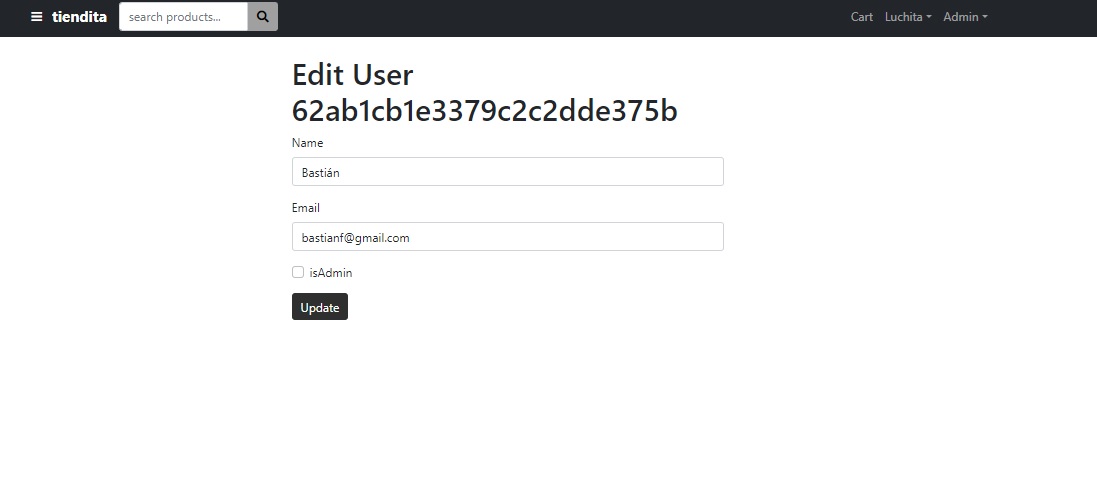 tiendita search products... Cart Luchita Admin
Edit User
62ab1cb1e3379c2c2dde375b
Name
Bastián
Email
bastianf@gmail.com
isAdmin
Update